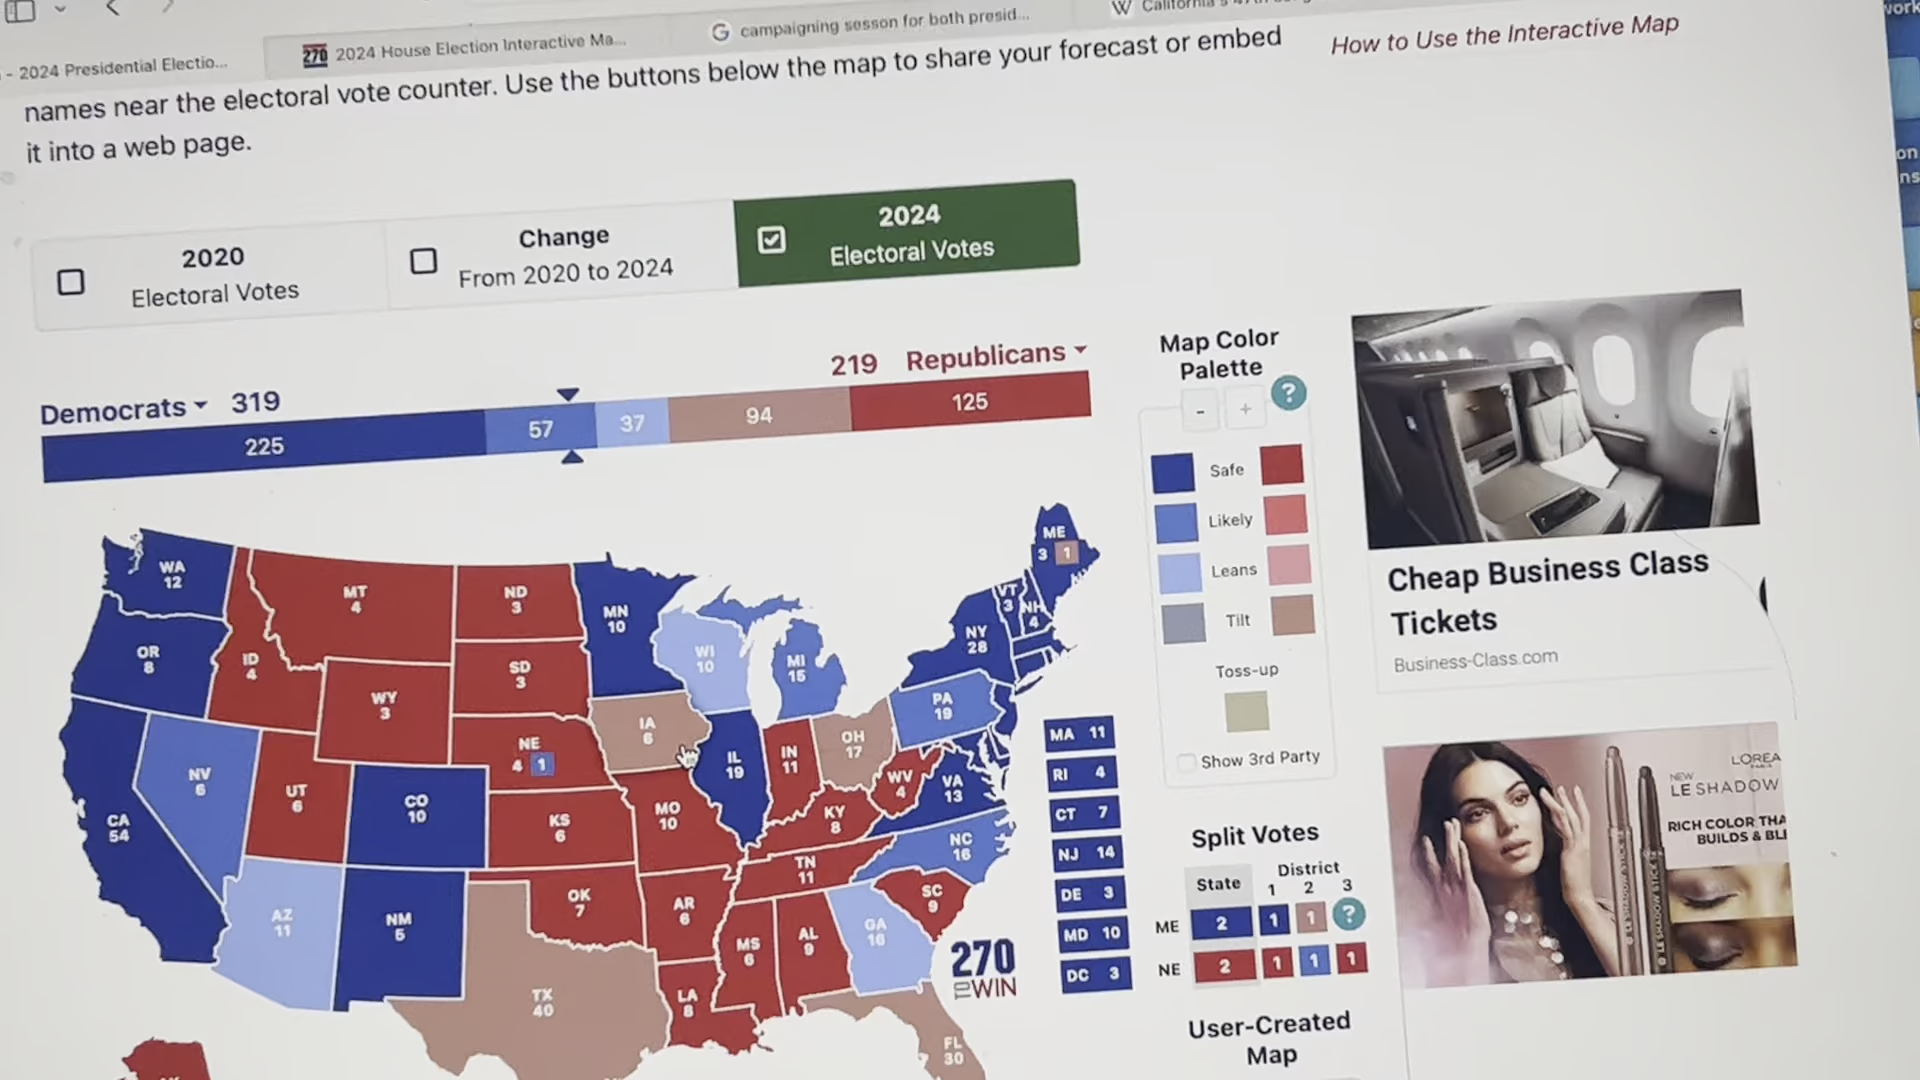 - 2024 Presidential Electio...
270 2024 House Election Interactive Ma...
G campaigning sesson for both presid...
W
names near the electoral vote counter. Use the buttons below the map to share your forecast or embed
it into a web page.
How to Use the Interactive Map
2020
Electoral Votes
Change
From 2020 to 2024
2024
Electoral Votes
Democrats 319
219 Republicans
225 57 37 94 125
Map Color
Palette
?
- +
Safe
Likely
Leans
Tilt
Toss-up
Show 3rd Party
WA
12
OR
8
CA
54
NV
6
ID
4
MT
4
WY
3
UT
6
AZ
11
CO
10
NM
5
ND
3
SD
3
NE
4 1
KS
6
OK
7
TX
40
MN
10
IA
6
MO
10
AR
6
LA
8
WI
10
IL
19
MI
15
IN
11
OH
17
KY
8
TN
11
MS
6
AL
9
GA
16
FL
30
SC
9
NC
16
VA
13
WV
4
PA
19
NY
28
VT
3
NH
4
ME
3 1
MA 11
RI 4
CT 7
NJ 14
DE 3
MD 10
DC 3
270
TO WIN
Split Votes
State District
1 2 3
ME 2 1 1 ?
NE 2 1 1 1
User-Created
Map
Cheap Business Class
Tickets
Business-Class.com
LOREA
NEW
LE SHADOW
RICH COLOR THA
BUILDS & BLE
LE SHADOW STICK
on
ns